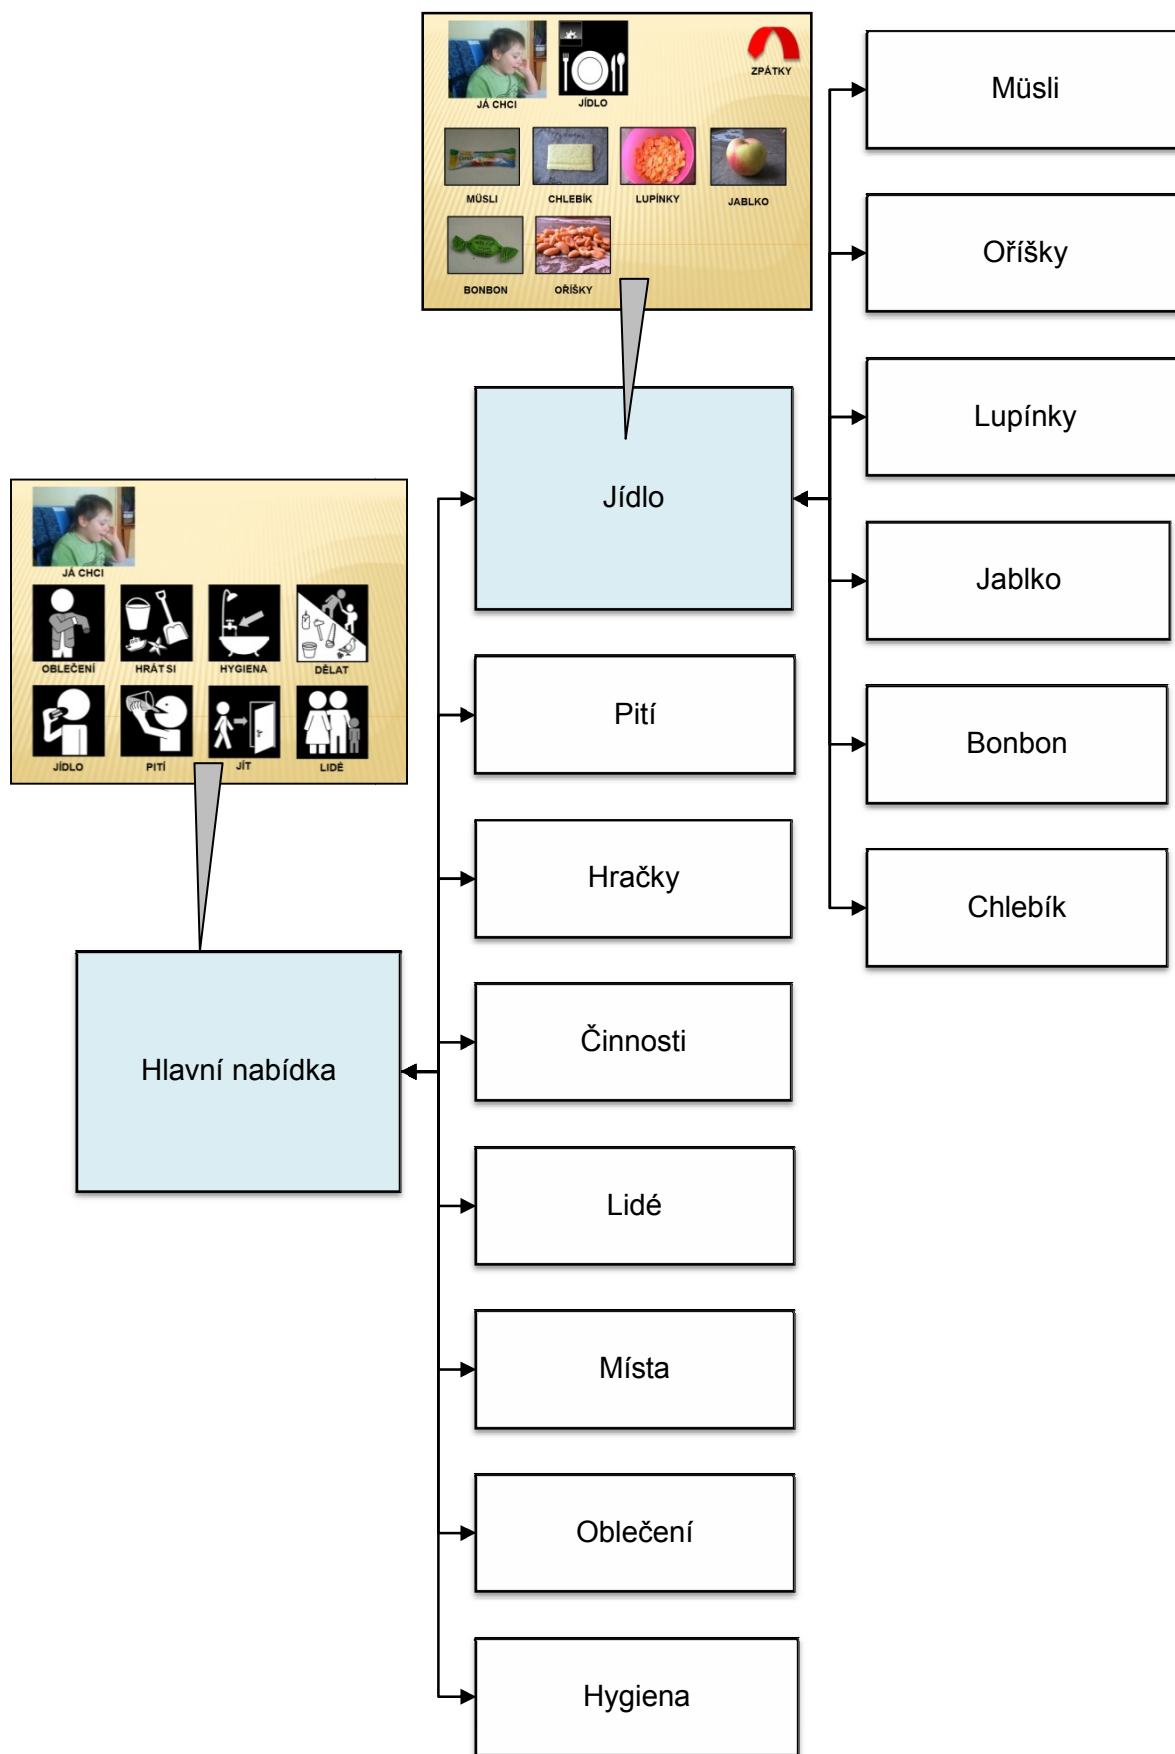 JÁ CHCI
JÍDLO
ZPÁTKY
MÜSLI
CHLEBÍK
LUPÍNKY
JABLKO
BONBON
OŘÍŠKY
Müsli
Oříšky
Lupínky
Jablko
Bonbon
Chlebík
Jídlo
JÁ CHCI
OBLEČENÍ
HRÁT SI
HYGIENA
DĚLAT
JÍDLO
PITÍ
JÍT
LIDÉ
Hlavní nabídka
Pití
Hračky
Činnosti
Lidé
Místa
Oblečení
Hygiena